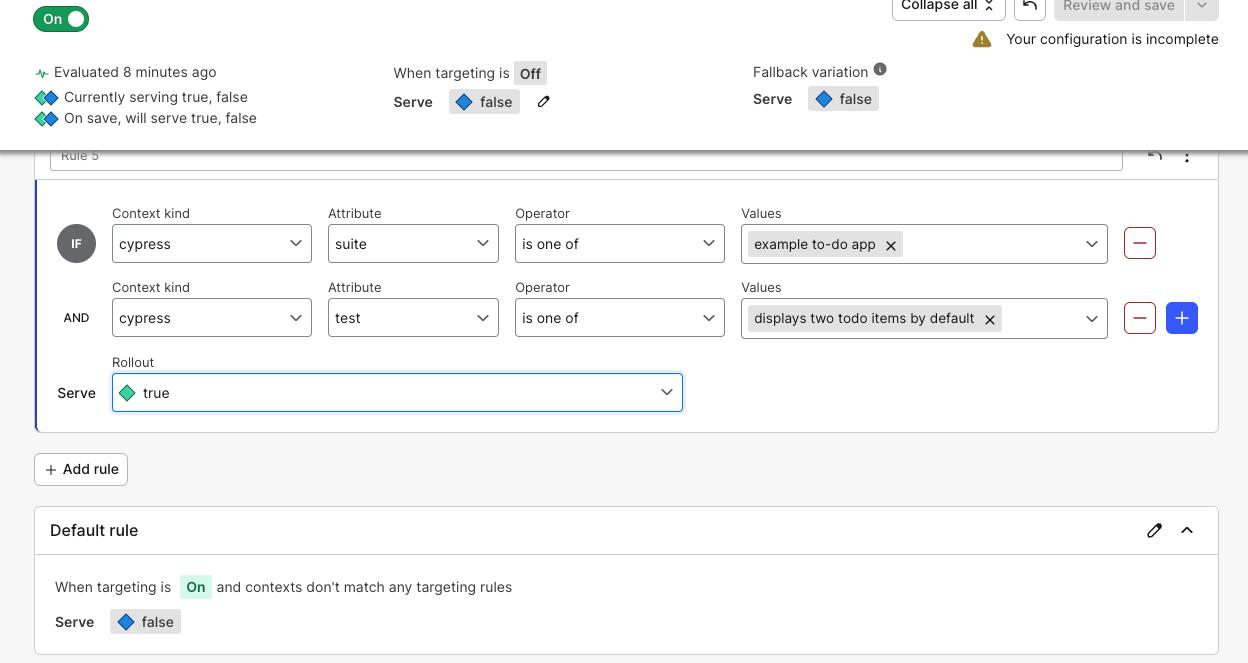 On
Collapse all
Review and save
Your configuration is incomplete
Evaluated 8 minutes ago
Currently serving true, false
On save, will serve true, false
When targeting is Off
Serve false
Fallback variation
Serve false
Rule 5
Context kind Attribute Operator Values
IF cypress suite is one of example to-do app
Context kind Attribute Operator Values
AND cypress test is one of displays two todo items by default
Rollout
Serve true
+ Add rule
Default rule
When targeting is On and contexts don't match any targeting rules
Serve false